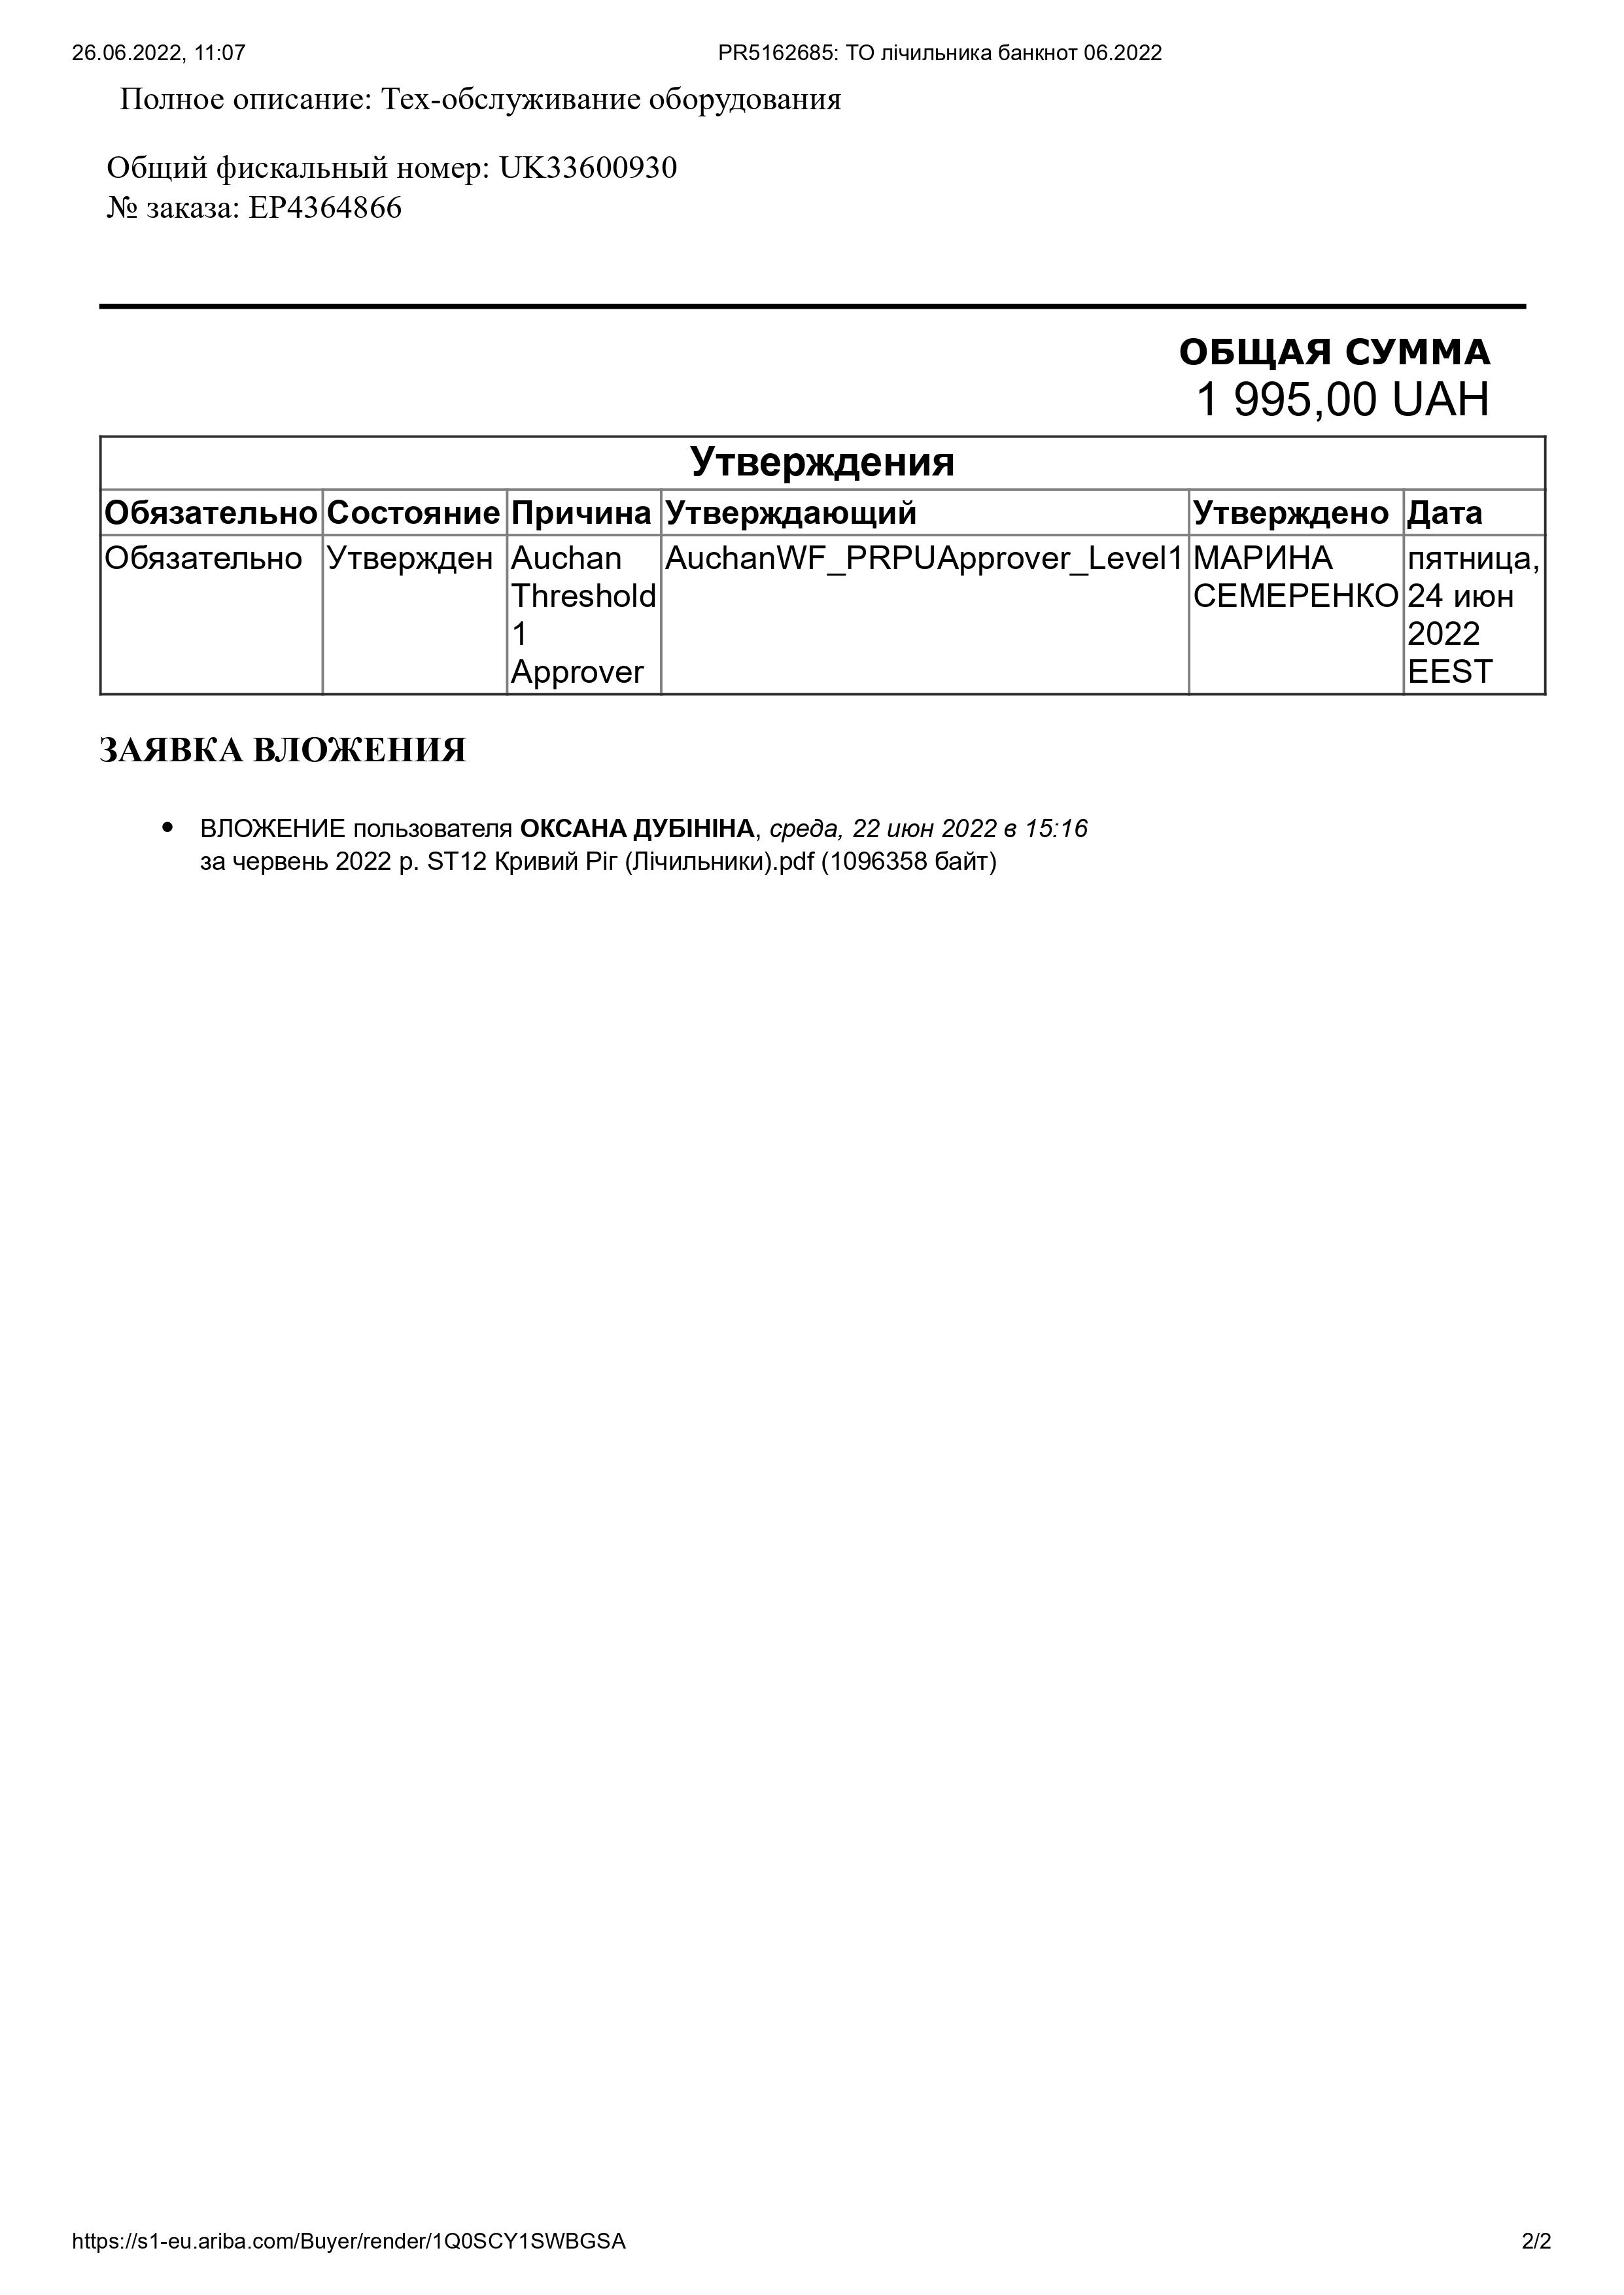 26.06.2022, 11:07 PR5162685: ТО лічильника банкнот 06.2022
Полное описание: Тех-обслуживание оборудования
Общий фискальный номер: UK33600930
№ заказа: EP4364866
ОБЩАЯ СУММА
1 995,00 UAH
Утверждения
Обязательно Состояние Причина Утверждающий Утверждено Дата
Обязательно Утвержден Auchan AuchanWF_PRPUApprover_Level1 МАРИНА пятница,
Threshold СЕМЕРЕНКО 24 июн
1 2022
Approver EEST
ЗАЯВКА ВЛОЖЕНИЯ
• ВЛОЖЕНИЕ пользователя ОКСАНА ДУБІНІНА, среда, 22 июн 2022 в 15:16
за червень 2022 р. ST12 Кривий Ріг (Лічильники).pdf (1096358 байт)
https://s1-eu.ariba.com/Buyer/render/1Q0SCY1SWBGSA 2/2